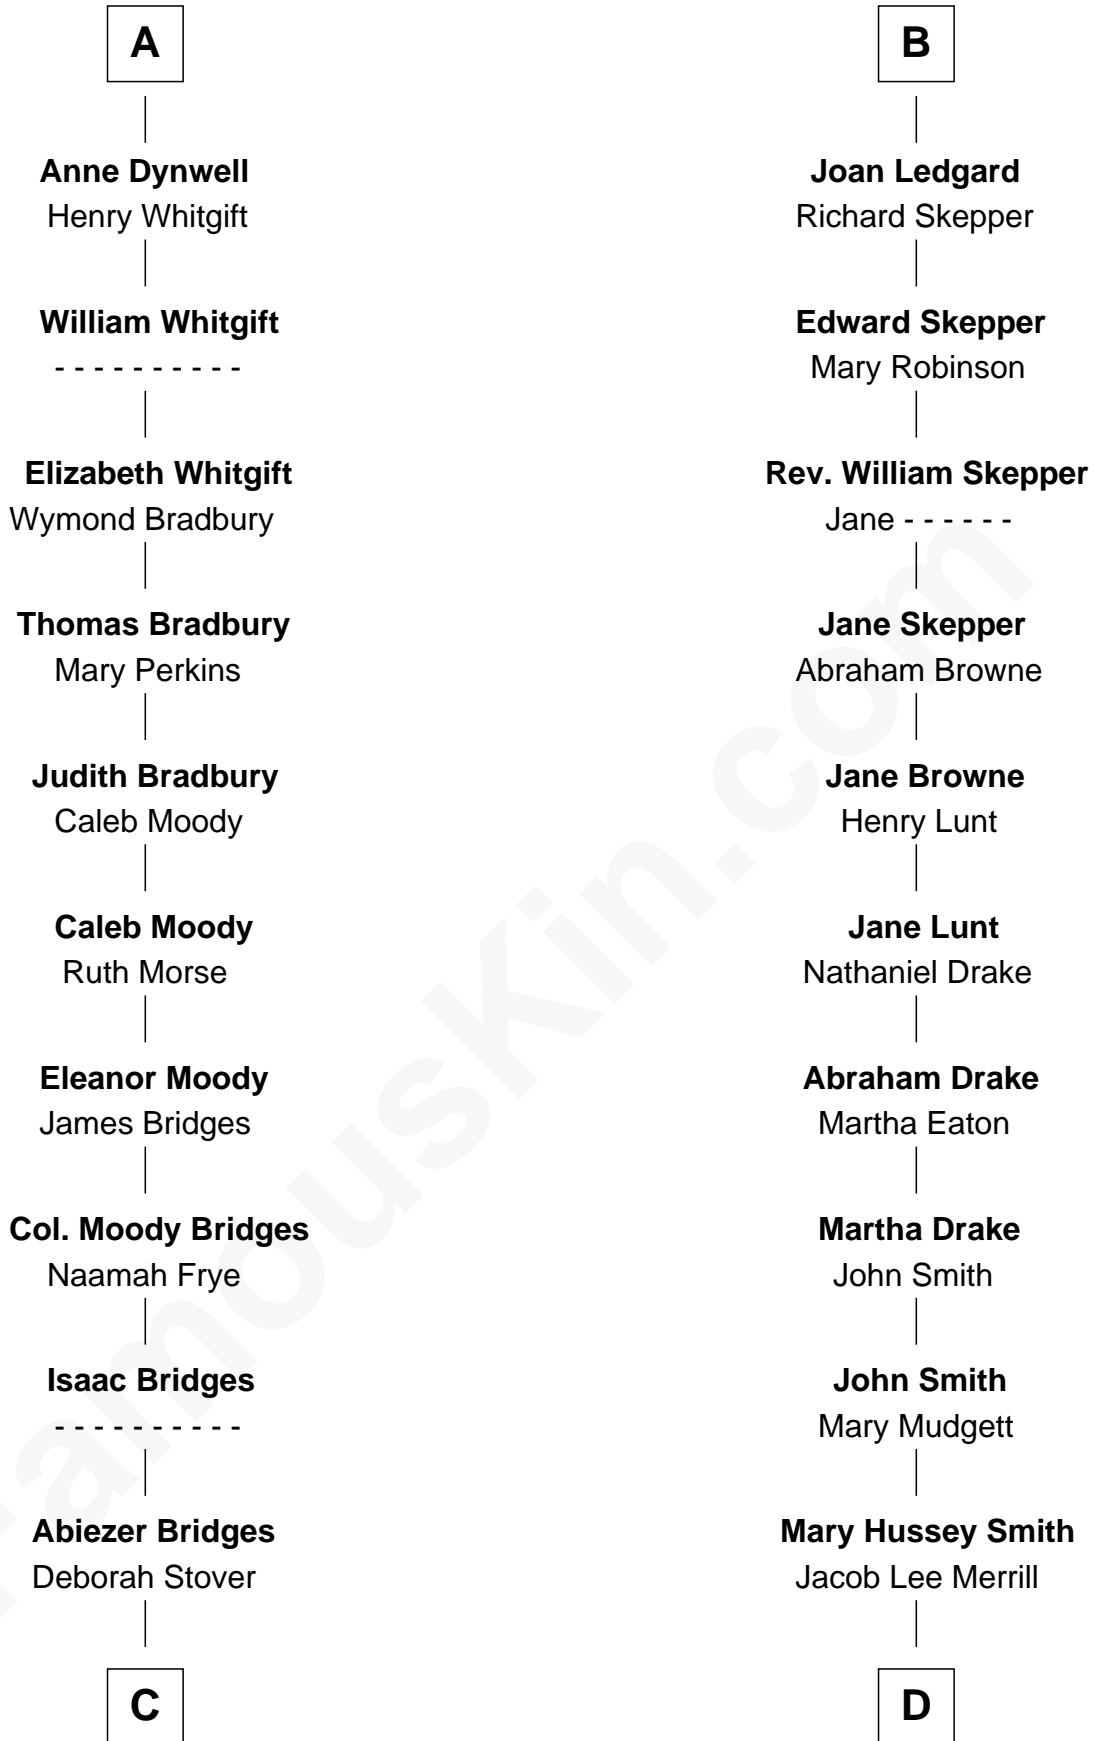 A
Anne Dynwell
Henry Whitgift
William Whitgift
- - - - - - - - - -
Elizabeth Whitgift
Wymond Bradbury
Thomas Bradbury
Mary Perkins
Judith Bradbury
Caleb Moody
Caleb Moody
Ruth Morse
Eleanor Moody
James Bridges
Col. Moody Bridges
Naamah Frye
Isaac Bridges
- - - - - - - - - -
Abiezer Bridges
Deborah Stover
C
B
Joan Ledgard
Richard Skepper
Edward Skepper
Mary Robinson
Rev. William Skepper
Jane - - - - - -
Jane Skepper
Abraham Browne
Jane Browne
Henry Lunt
Jane Lunt
Nathaniel Drake
Abraham Drake
Martha Eaton
Martha Drake
John Smith
John Smith
Mary Mudgett
Mary Hussey Smith
Jacob Lee Merrill
D
FamousKin.com